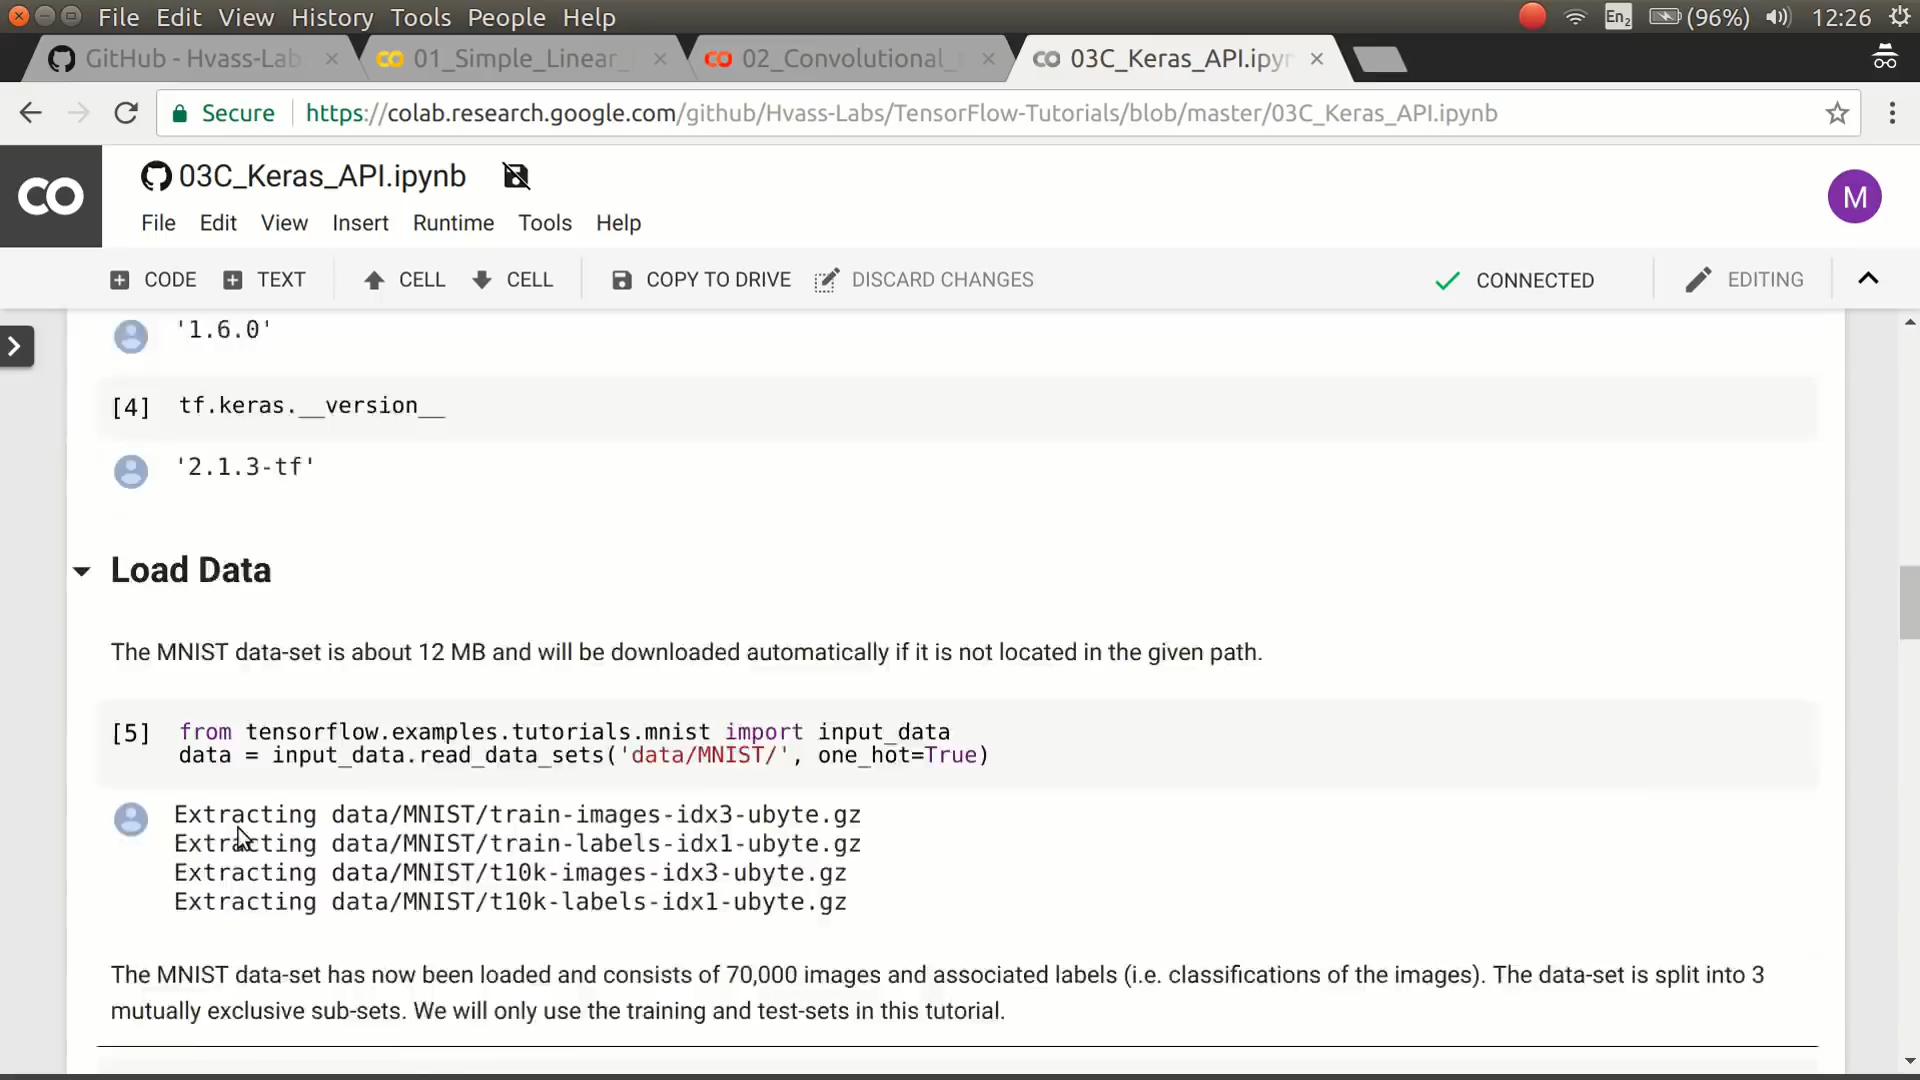 File Edit View History Tools People Help
En2 (96%) 12:26
GitHub - Hvass-Lab 01_Simple_Linear_ 02_Convolutional_ 03C_Keras_API.ipyn
Secure https://colab.research.google.com/github/Hvass-Labs/TensorFlow-Tutorials/blob/master/03C_Keras_API.ipynb
CO 03C_Keras_API.ipynb M
File Edit View Insert Runtime Tools Help
CODE TEXT CELL CELL COPY TO DRIVE DISCARD CHANGES CONNECTED EDITING
'1.6.0'
[4] tf.keras.__version__
'2.1.3-tf'
Load Data
The MNIST data-set is about 12 MB and will be downloaded automatically if it is not located in the given path.
[5] from tensorflow.examples.tutorials.mnist import input_data
data = input_data.read_data_sets('data/MNIST/', one_hot=True)
Extracting data/MNIST/train-images-idx3-ubyte.gz
Extracting data/MNIST/train-labels-idx1-ubyte.gz
Extracting data/MNIST/t10k-images-idx3-ubyte.gz
Extracting data/MNIST/t10k-labels-idx1-ubyte.gz
The MNIST data-set has now been loaded and consists of 70,000 images and associated labels (i.e. classifications of the images). The data-set is split into 3
mutually exclusive sub-sets. We will only use the training and test-sets in this tutorial.